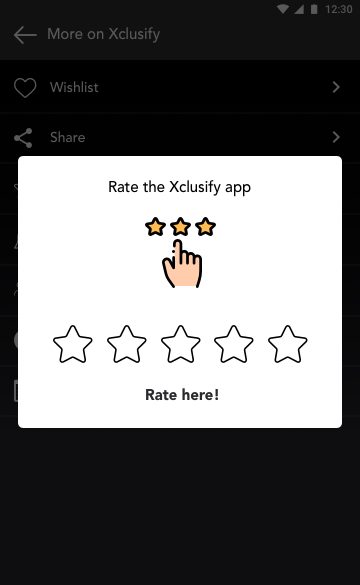 12:30
More on Xclusify
Wishlist
Share
Rate the Xclusify app
Rate here!